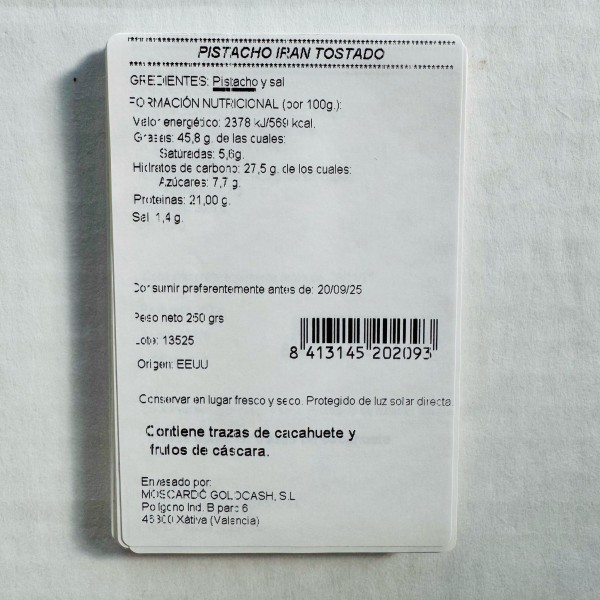 PISTACHO IRAN TOSTADO
GREDIENTES: Pistacho y sal
FORMACIÓN NUTRICIONAL (por 100g.):
Valor energético: 2378 kJ/569 kcal.
Grasas: 45,8 g. de las cuales:
Saturadas: 5,6g.
Hidratos de carbono: 27,5 g. de los cuales:
Azúcares: 7,7 g.
Proteinas: 21,00 g.
Sal 1,4 g.
Consumir preferentemente antes de: 20/09/25
Peso neto 250 grs
Lote: 13525
8 413145 202093
Origen: EEUU
Conservar en lugar fresco y seco. Protegido de luz solar directa
Contiene trazas de cacahuete y
frutos de cáscara.
Envasado por:
MOSCARDÓ GOLDCASH, S.L
Poligono Ind. B parc 6
46800 Xátiva (Valencia)